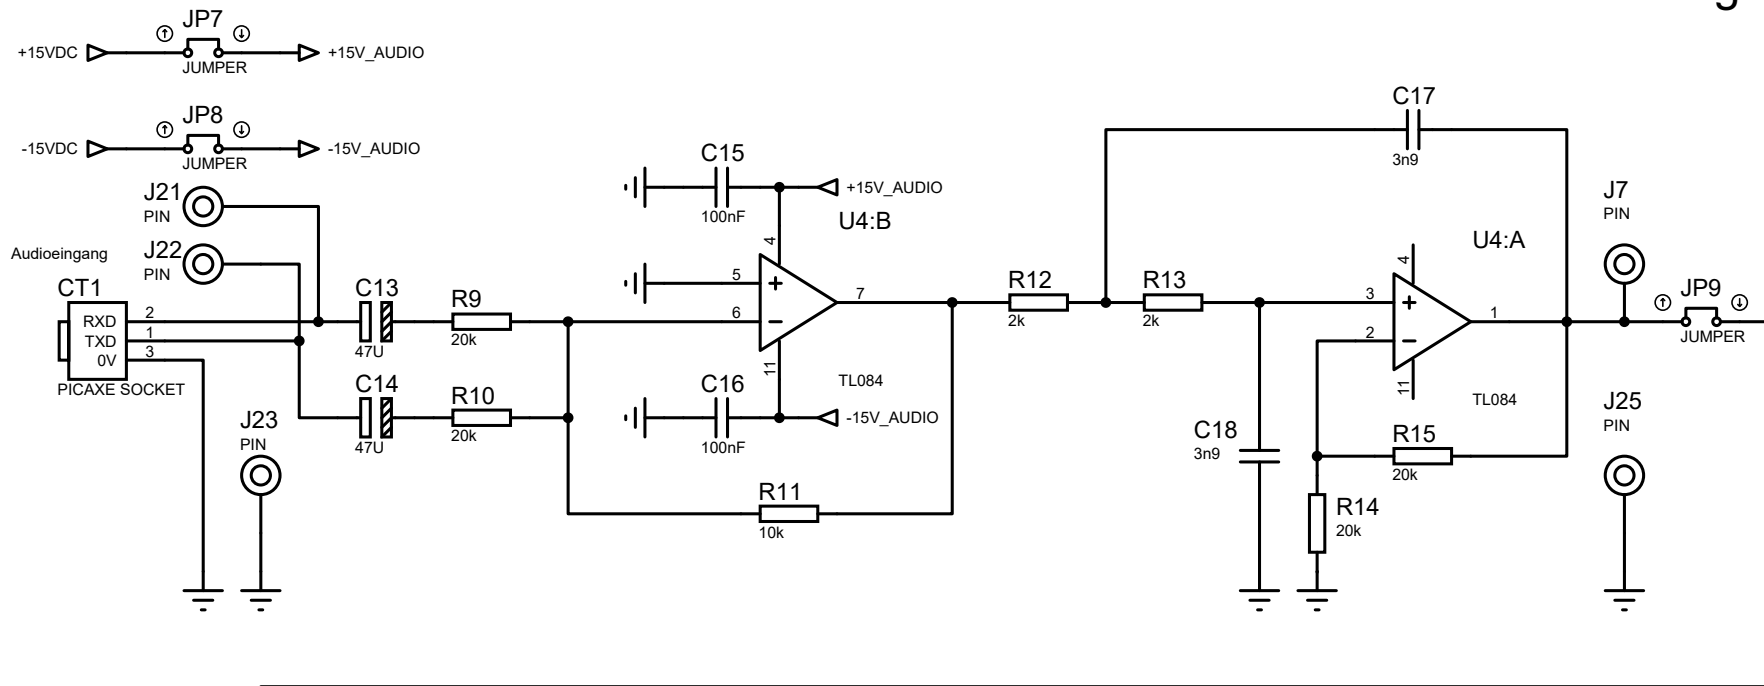 JP7
+15VDC
+15V_AUDIO
JUMPER
JP8
-15VDC
-15V_AUDIO
JUMPER
J21
PIN
Audioeingang
J22
PIN
CT1
RXD 2
TXD 1
0V 3
PICAXE SOCKET
J23
PIN
C13
47U
C14
47U
R9
20k
R10
20k
C15
100nF
+15V_AUDIO
U4:B
4
5
6
7
11
TL084
C16
100nF
-15V_AUDIO
R11
10k
R12
2k
R13
2k
C17
3n9
C18
3n9
U4:A
4
3
2
1
11
TL084
R15
20k
R14
20k
J7
PIN
JP9
JUMPER
J25
PIN